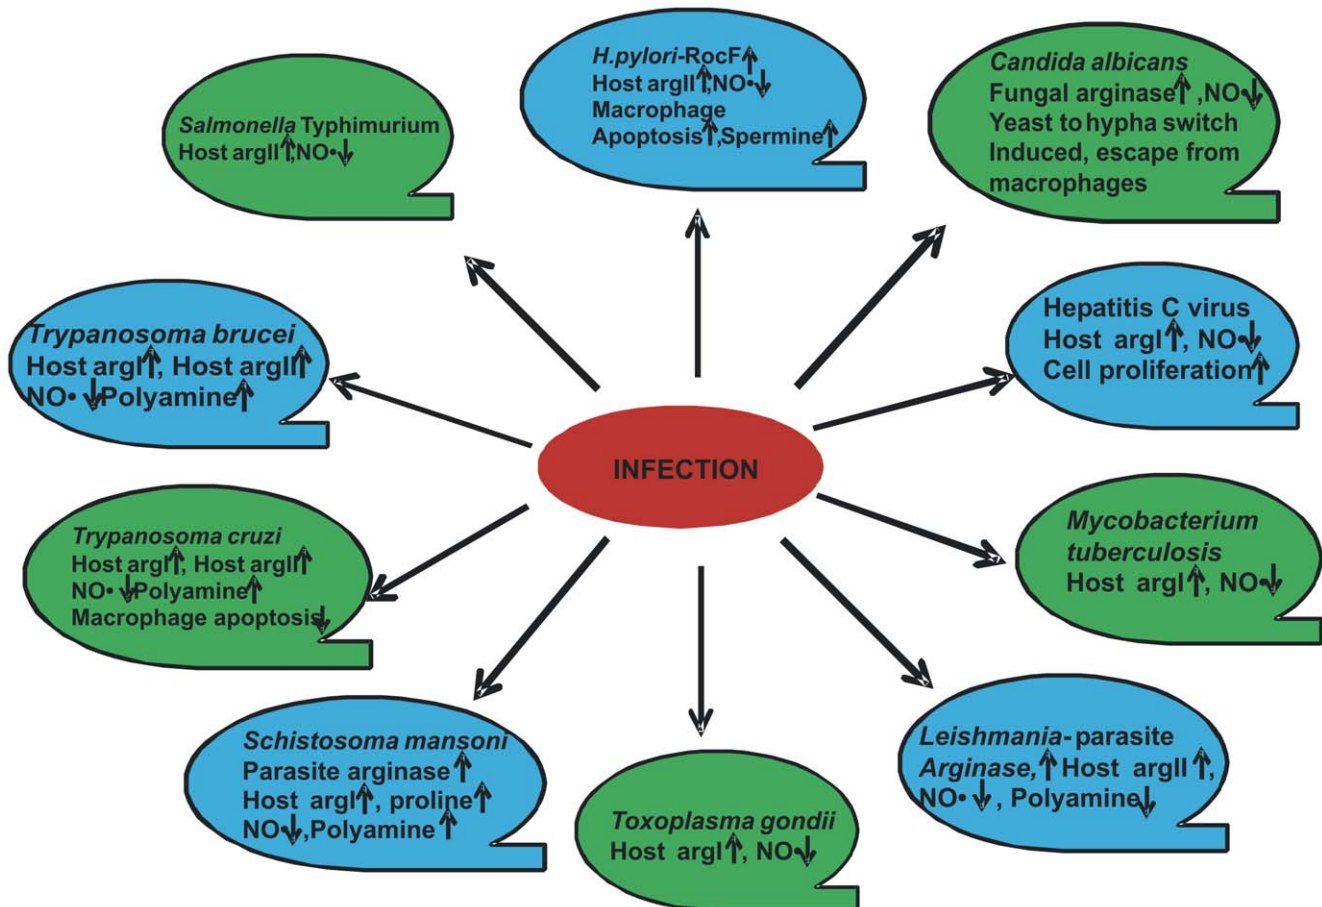 Salmonella Typhimurium
Host argII↑,NO•↓
H.pylori-RocF↑
Host argII↑,NO•↓
Macrophage
Apoptosis↑,Spermine↑
Candida albicans
Fungal arginase↑,NO•↓
Yeast to hypha switch
Induced, escape from
macrophages
Trypanosoma brucei
Host argI↑, Host argII↑
NO• ↓Polyamine↑
Hepatitis C virus
Host argI↑, NO•↓
Cell proliferation↑
INFECTION
Trypanosoma cruzi
Host argI↑, Host argII↑
NO• ↓Polyamine↑
Macrophage apoptosis↓
Mycobacterium
tuberculosis
Host argI↑, NO•↓
Schistosoma mansoni
Parasite arginase↑
Host argI↑, proline↑
NO•↓,Polyamine↑
Toxoplasma gondii
Host argI↑, NO•↓
Leishmania-parasite
Arginase,↑Host argII↑,
NO•↓, Polyamine↓